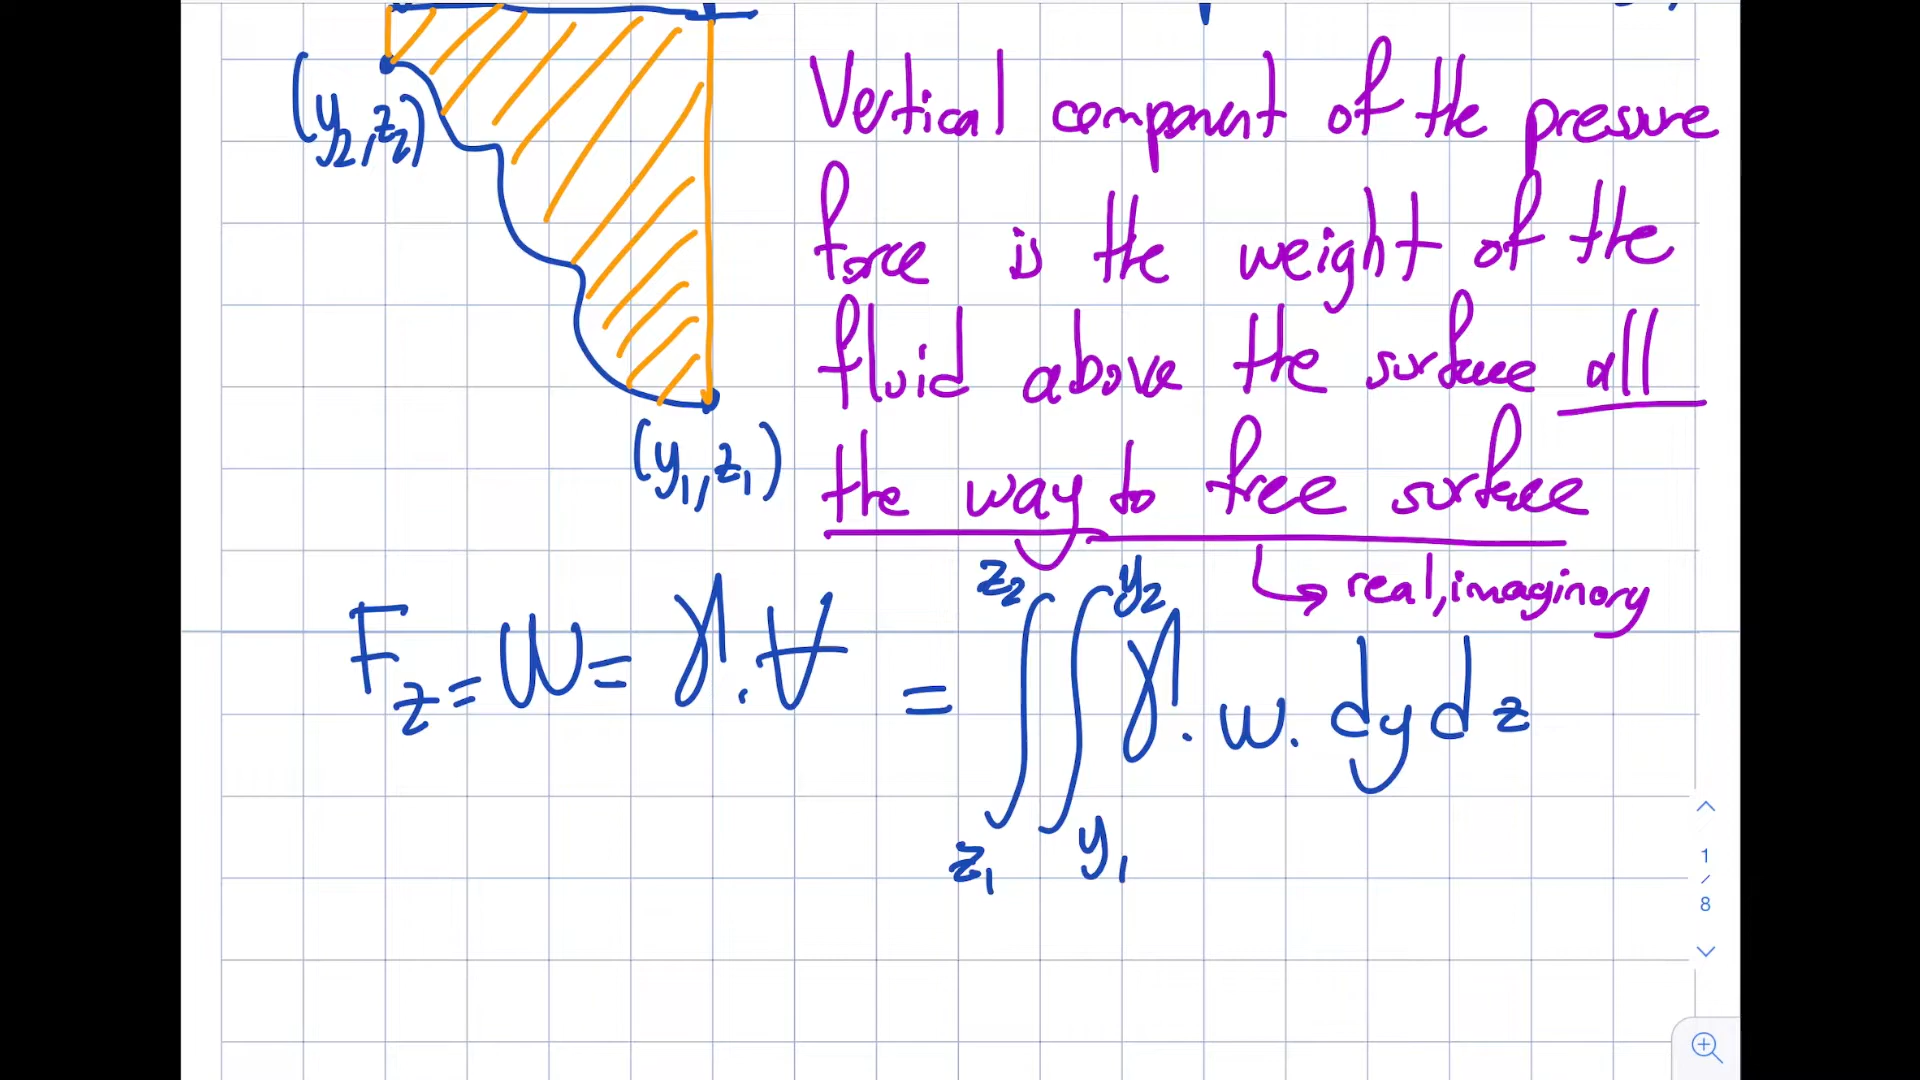 (y₂, z₂)
Vertical component of the pressure
force is the weight of the
fluid above the surface all
the way to free surface
(y₁, z₁)
↳ real, imaginary
F_z = W = γ.V = ∫_{z₁}^{z₂} ∫_{y₁}^{y₂} γ. w. dy dz
1
/
8